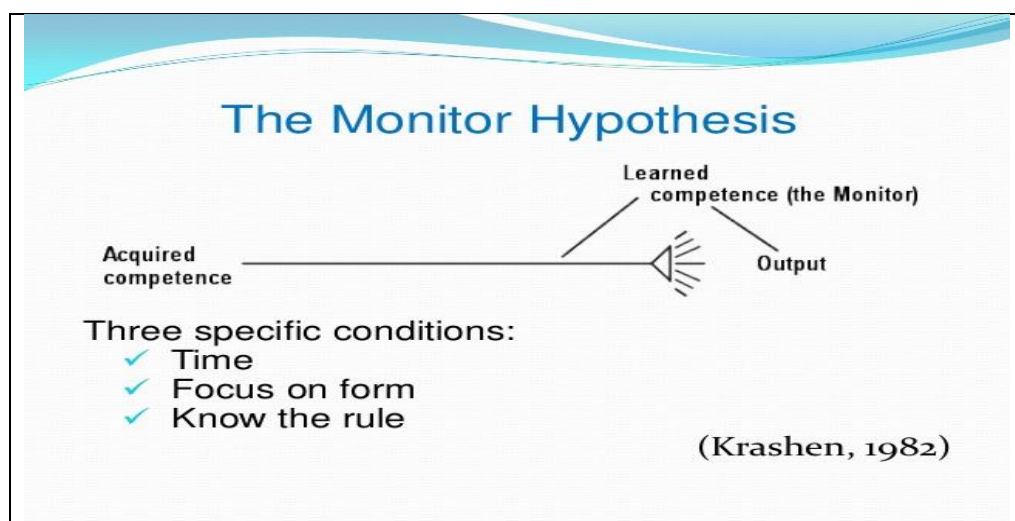 The Monitor Hypothesis
Learned
competence (the Monitor)
Acquired
competence
Output
Three specific conditions:
✓ Time
✓ Focus on form
✓ Know the rule
(Krashen, 1982)